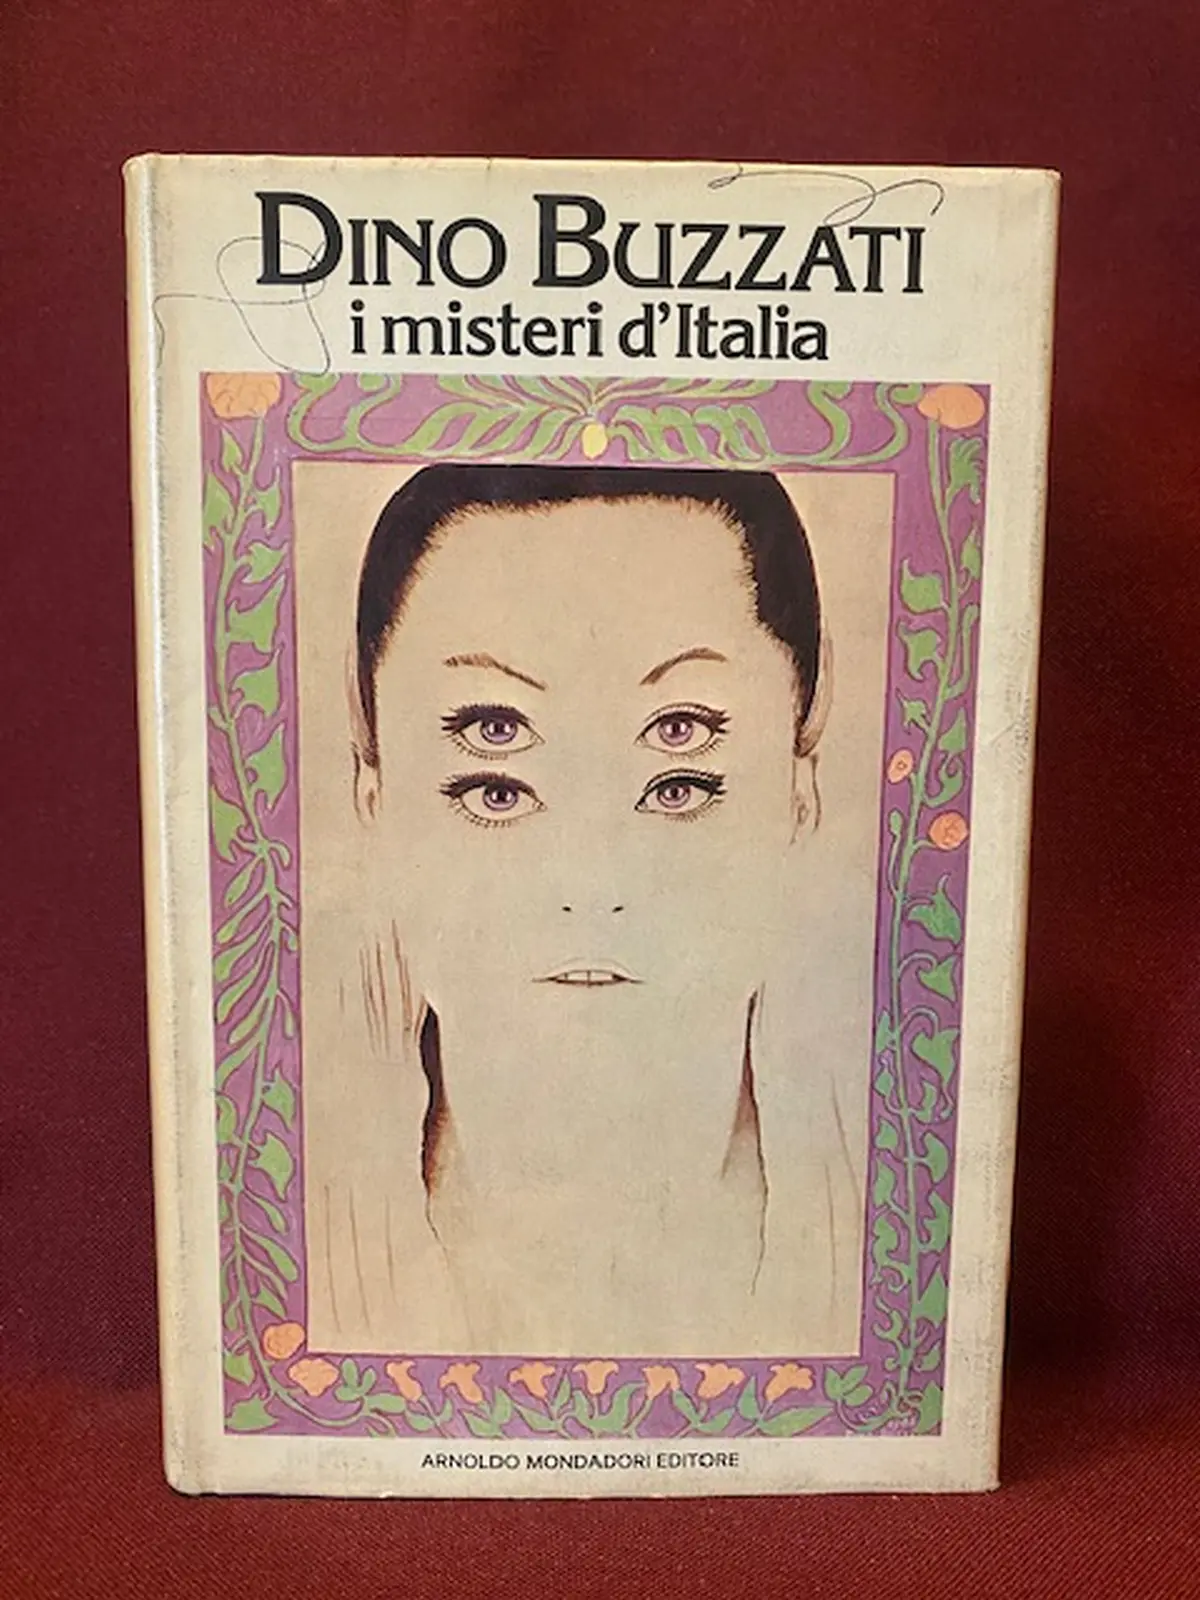 DINO BUZZATI
i misteri d'Italia
ARNOLDO MONDADORI EDITORE